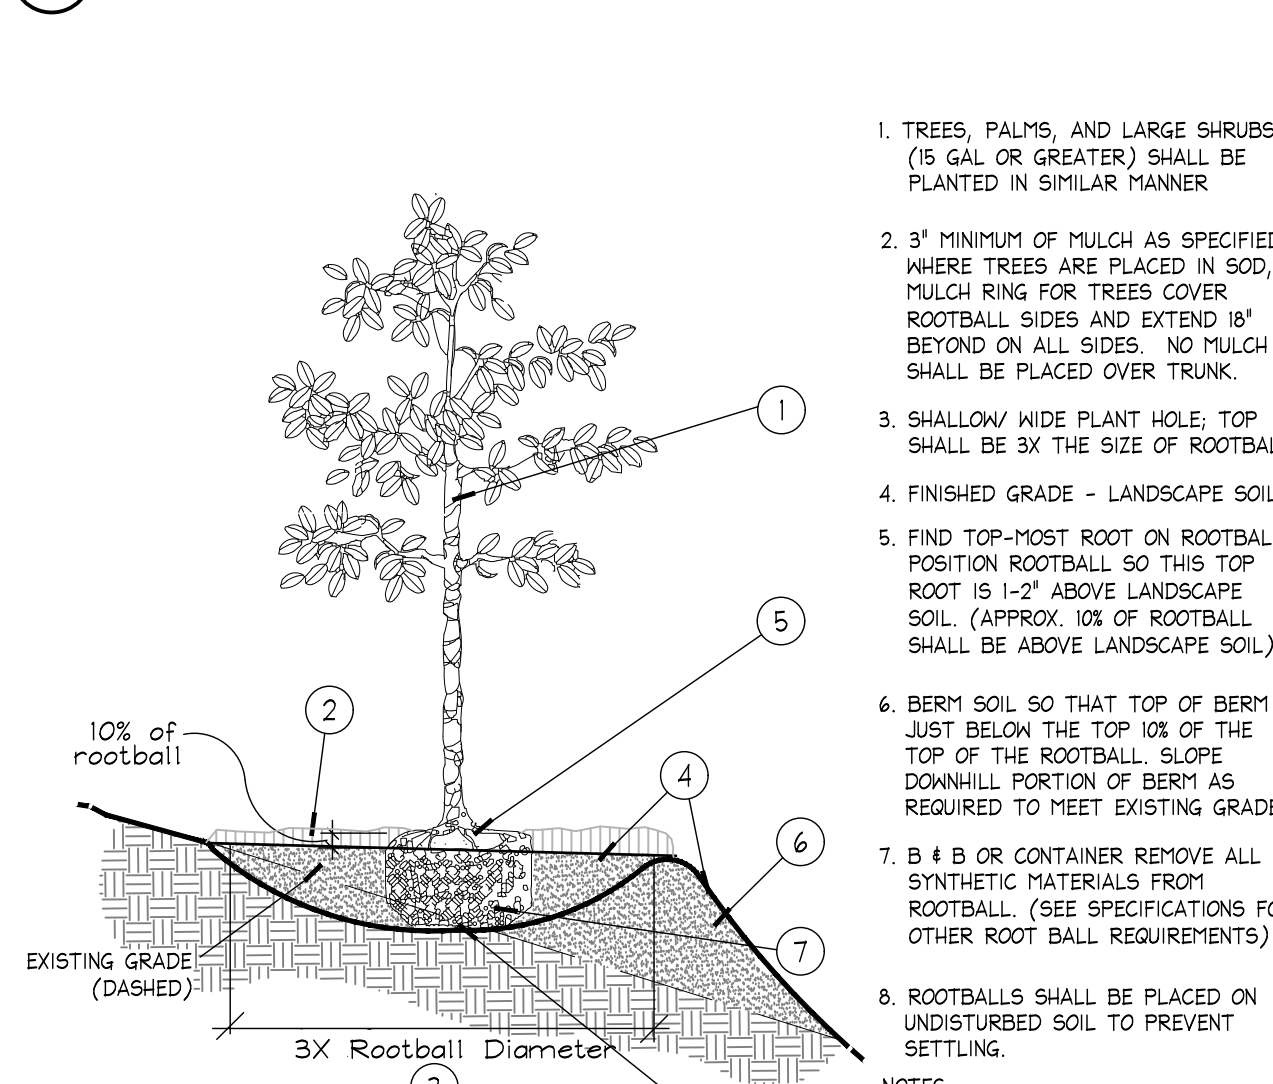 1. TREES, PALMS, AND LARGE SHRUBS
(15 GAL OR GREATER) SHALL BE
PLANTED IN SIMILAR MANNER
2. 3" MINIMUM OF MULCH AS SPECIFIED
WHERE TREES ARE PLACED IN SOD,
MULCH RING FOR TREES COVER
ROOTBALL SIDES AND EXTEND 18"
BEYOND ON ALL SIDES. NO MULCH
SHALL BE PLACED OVER TRUNK.
3. SHALLOW/ WIDE PLANT HOLE; TOP
SHALL BE 3X THE SIZE OF ROOTBAL
4. FINISHED GRADE - LANDSCAPE SOIL
5. FIND TOP-MOST ROOT ON ROOTBAL
POSITION ROOTBALL SO THIS TOP
ROOT IS 1-2" ABOVE LANDSCAPE
SOIL. (APPROX. 10% OF ROOTBALL
SHALL BE ABOVE LANDSCAPE SOIL)
6. BERM SOIL SO THAT TOP OF BERM
JUST BELOW THE TOP 10% OF THE
TOP OF THE ROOTBALL. SLOPE
DOWNHILL PORTION OF BERM AS
REQUIRED TO MEET EXISTING GRADE
7. B & B OR CONTAINER REMOVE ALL
SYNTHETIC MATERIALS FROM
ROOTBALL. (SEE SPECIFICATIONS FO
OTHER ROOT BALL REQUIREMENTS)
8. ROOTBALLS SHALL BE PLACED ON
UNDISTURBED SOIL TO PREVENT
SETTLING.
NOTES
1
5
2
10% of
rootball
4
6
7
EXISTING GRADE
(DASHED)
3X Rootball Diameter
3